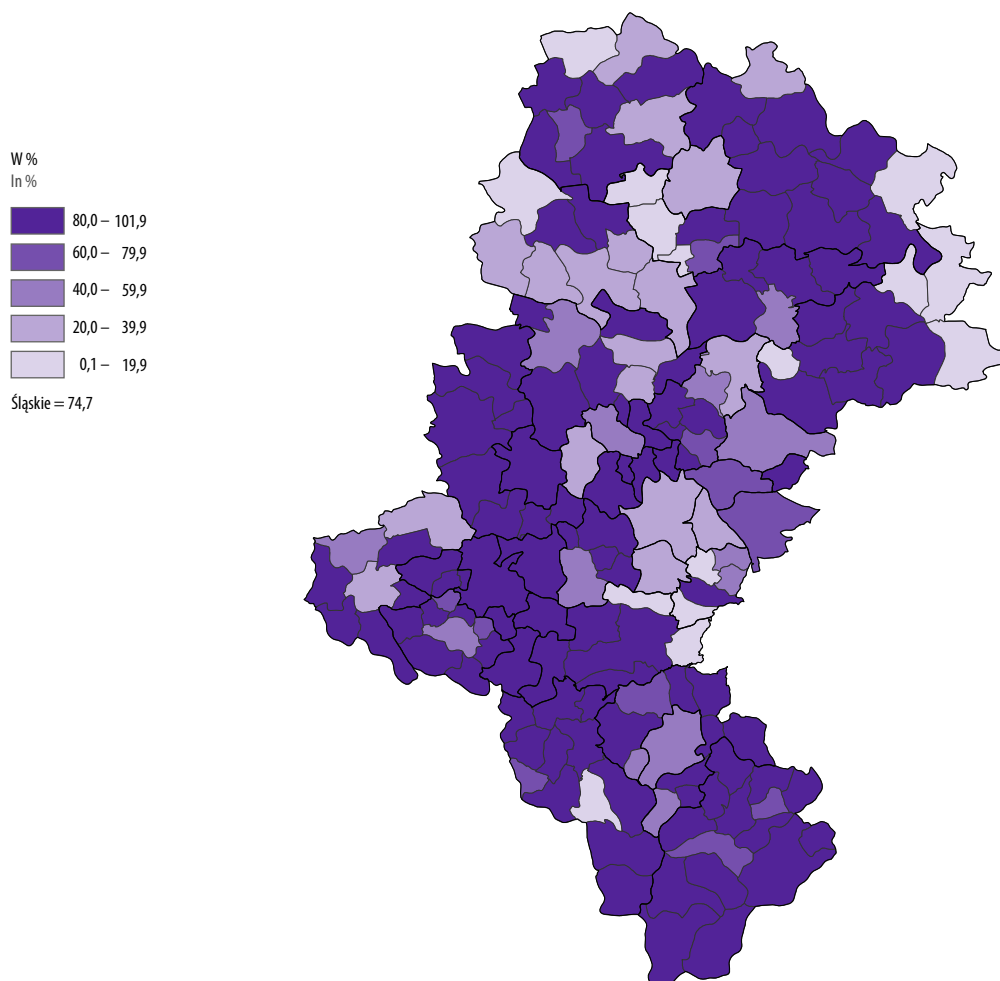 W %
In %
80,0 – 101,9
60,0 – 79,9
40,0 – 59,9
20,0 – 39,9
0,1 – 19,9
Śląskie = 74,7